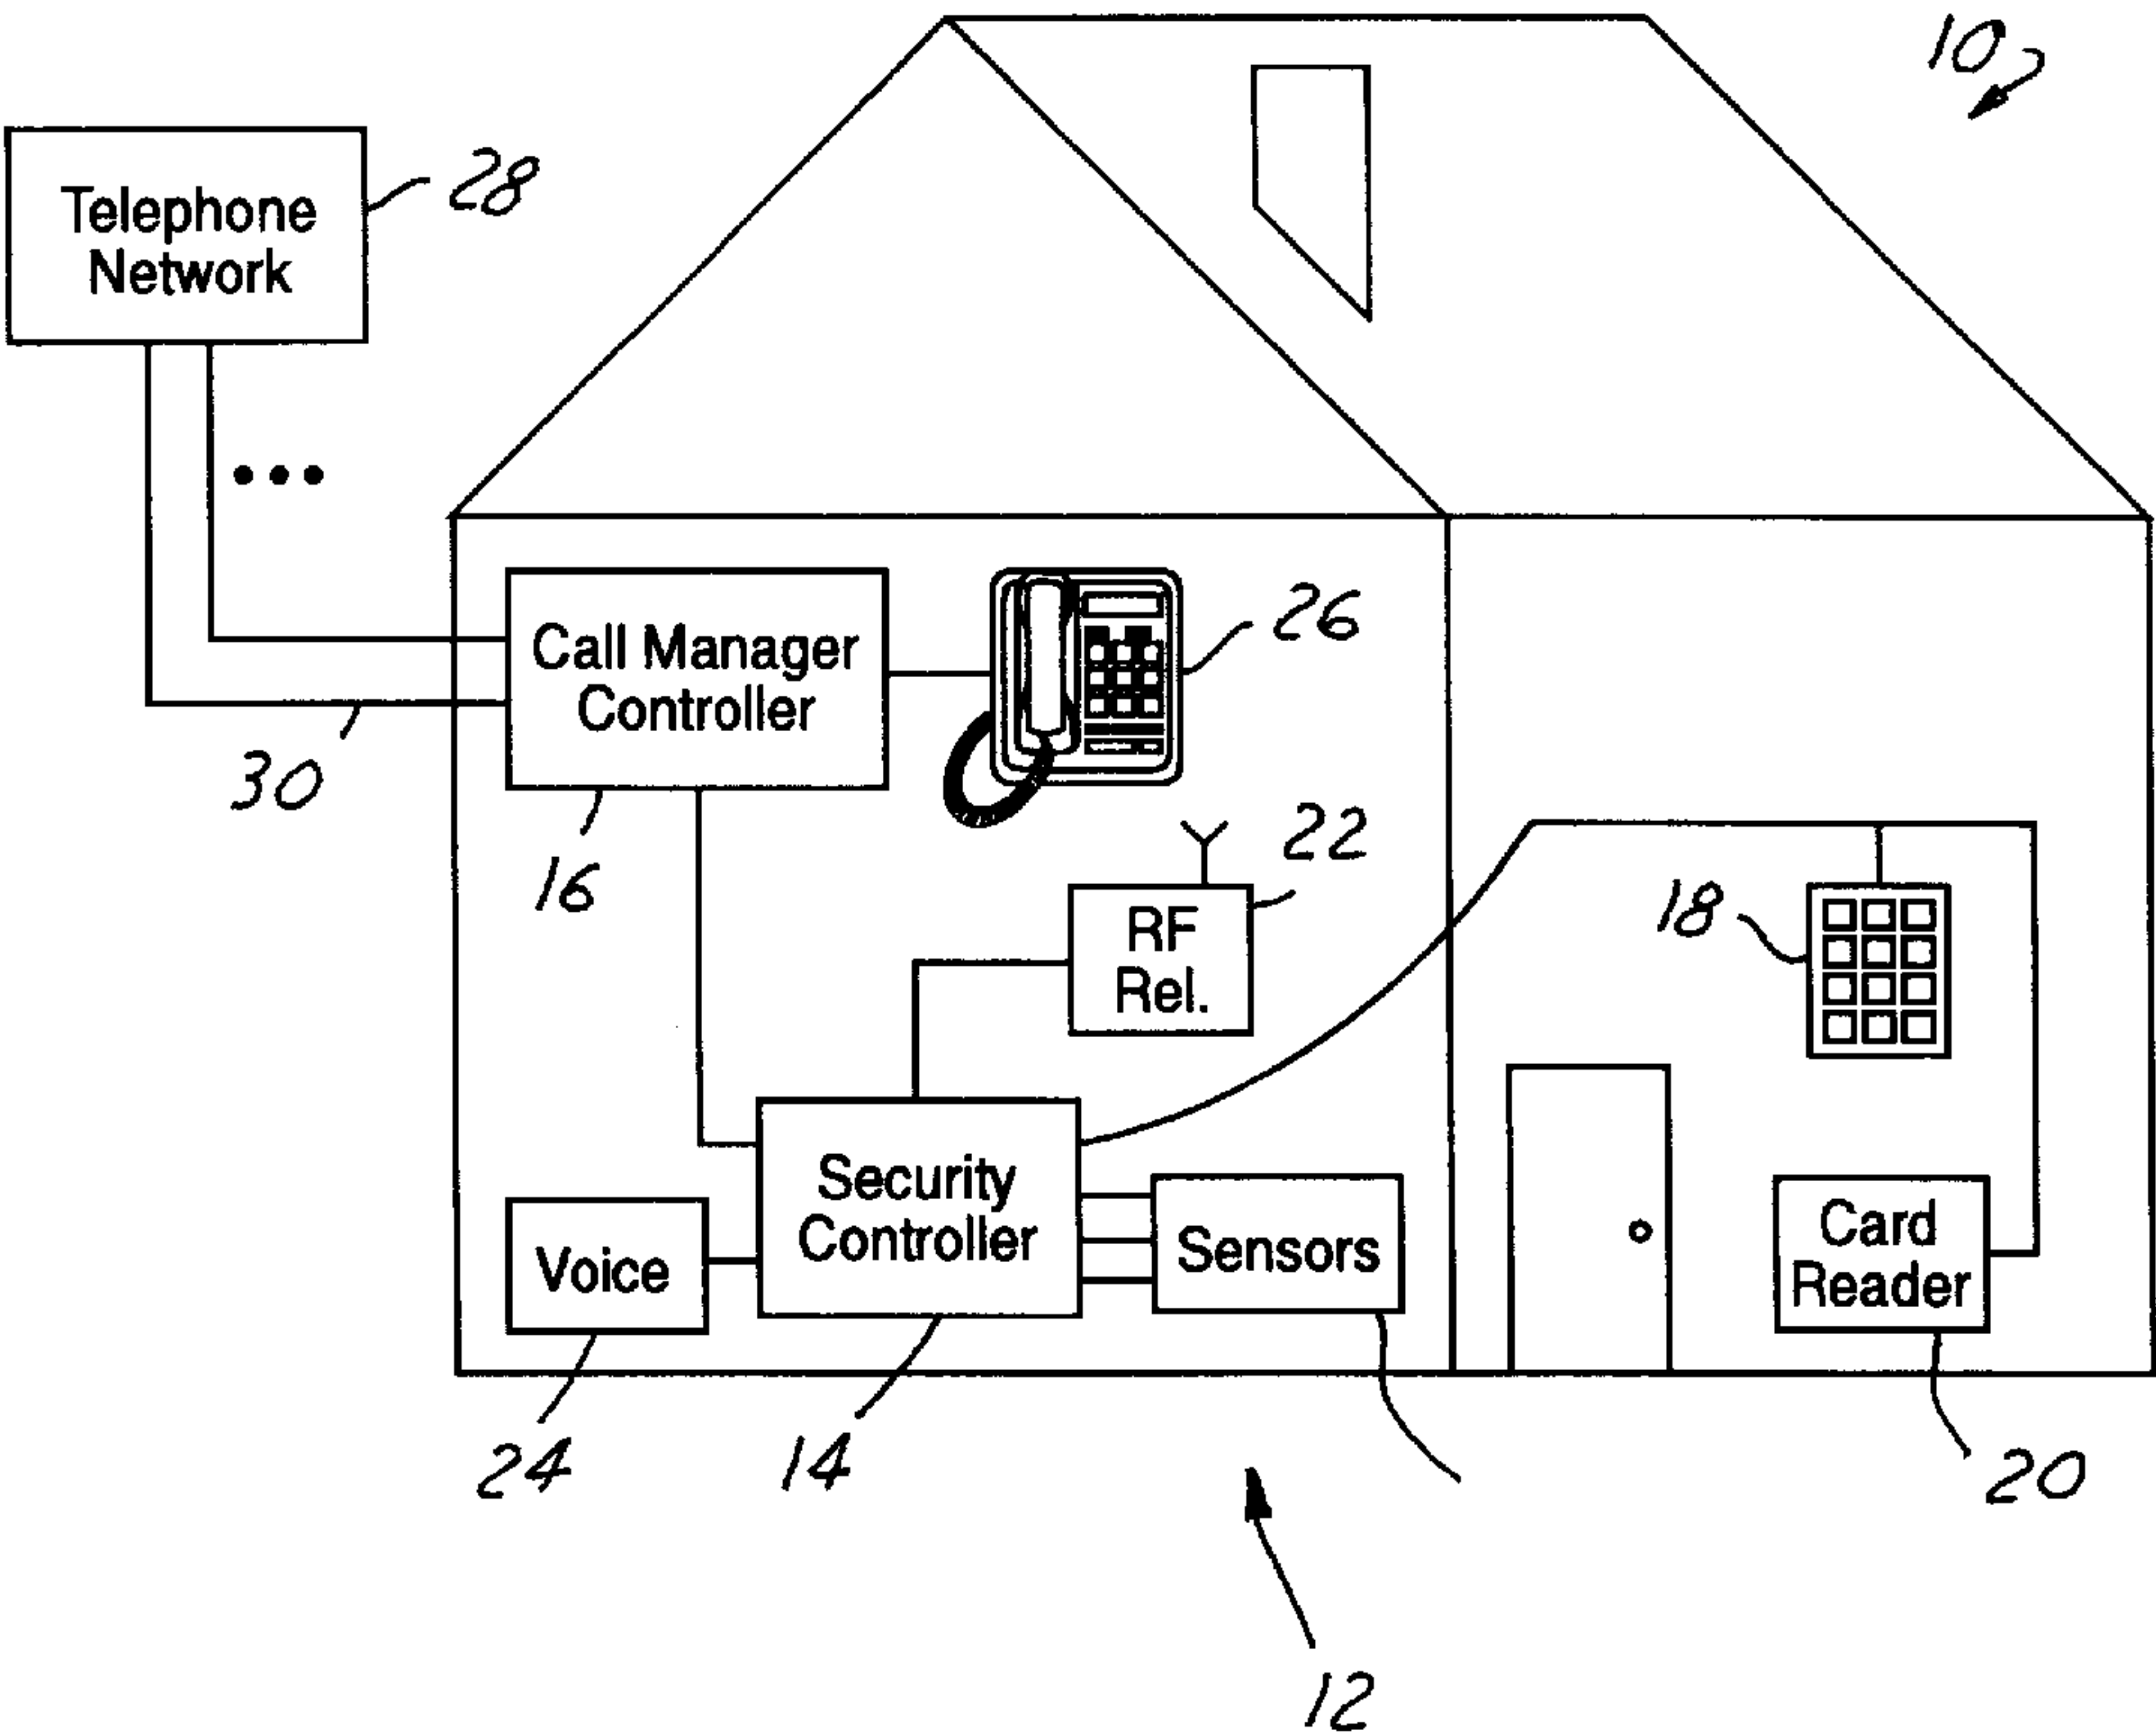 10
Telephone
Network
28
Call Manager
Controller
26
30
16
22
RF
Rel.
18
Security
Controller
Voice
Sensors
Card
Reader
24
14
20
12